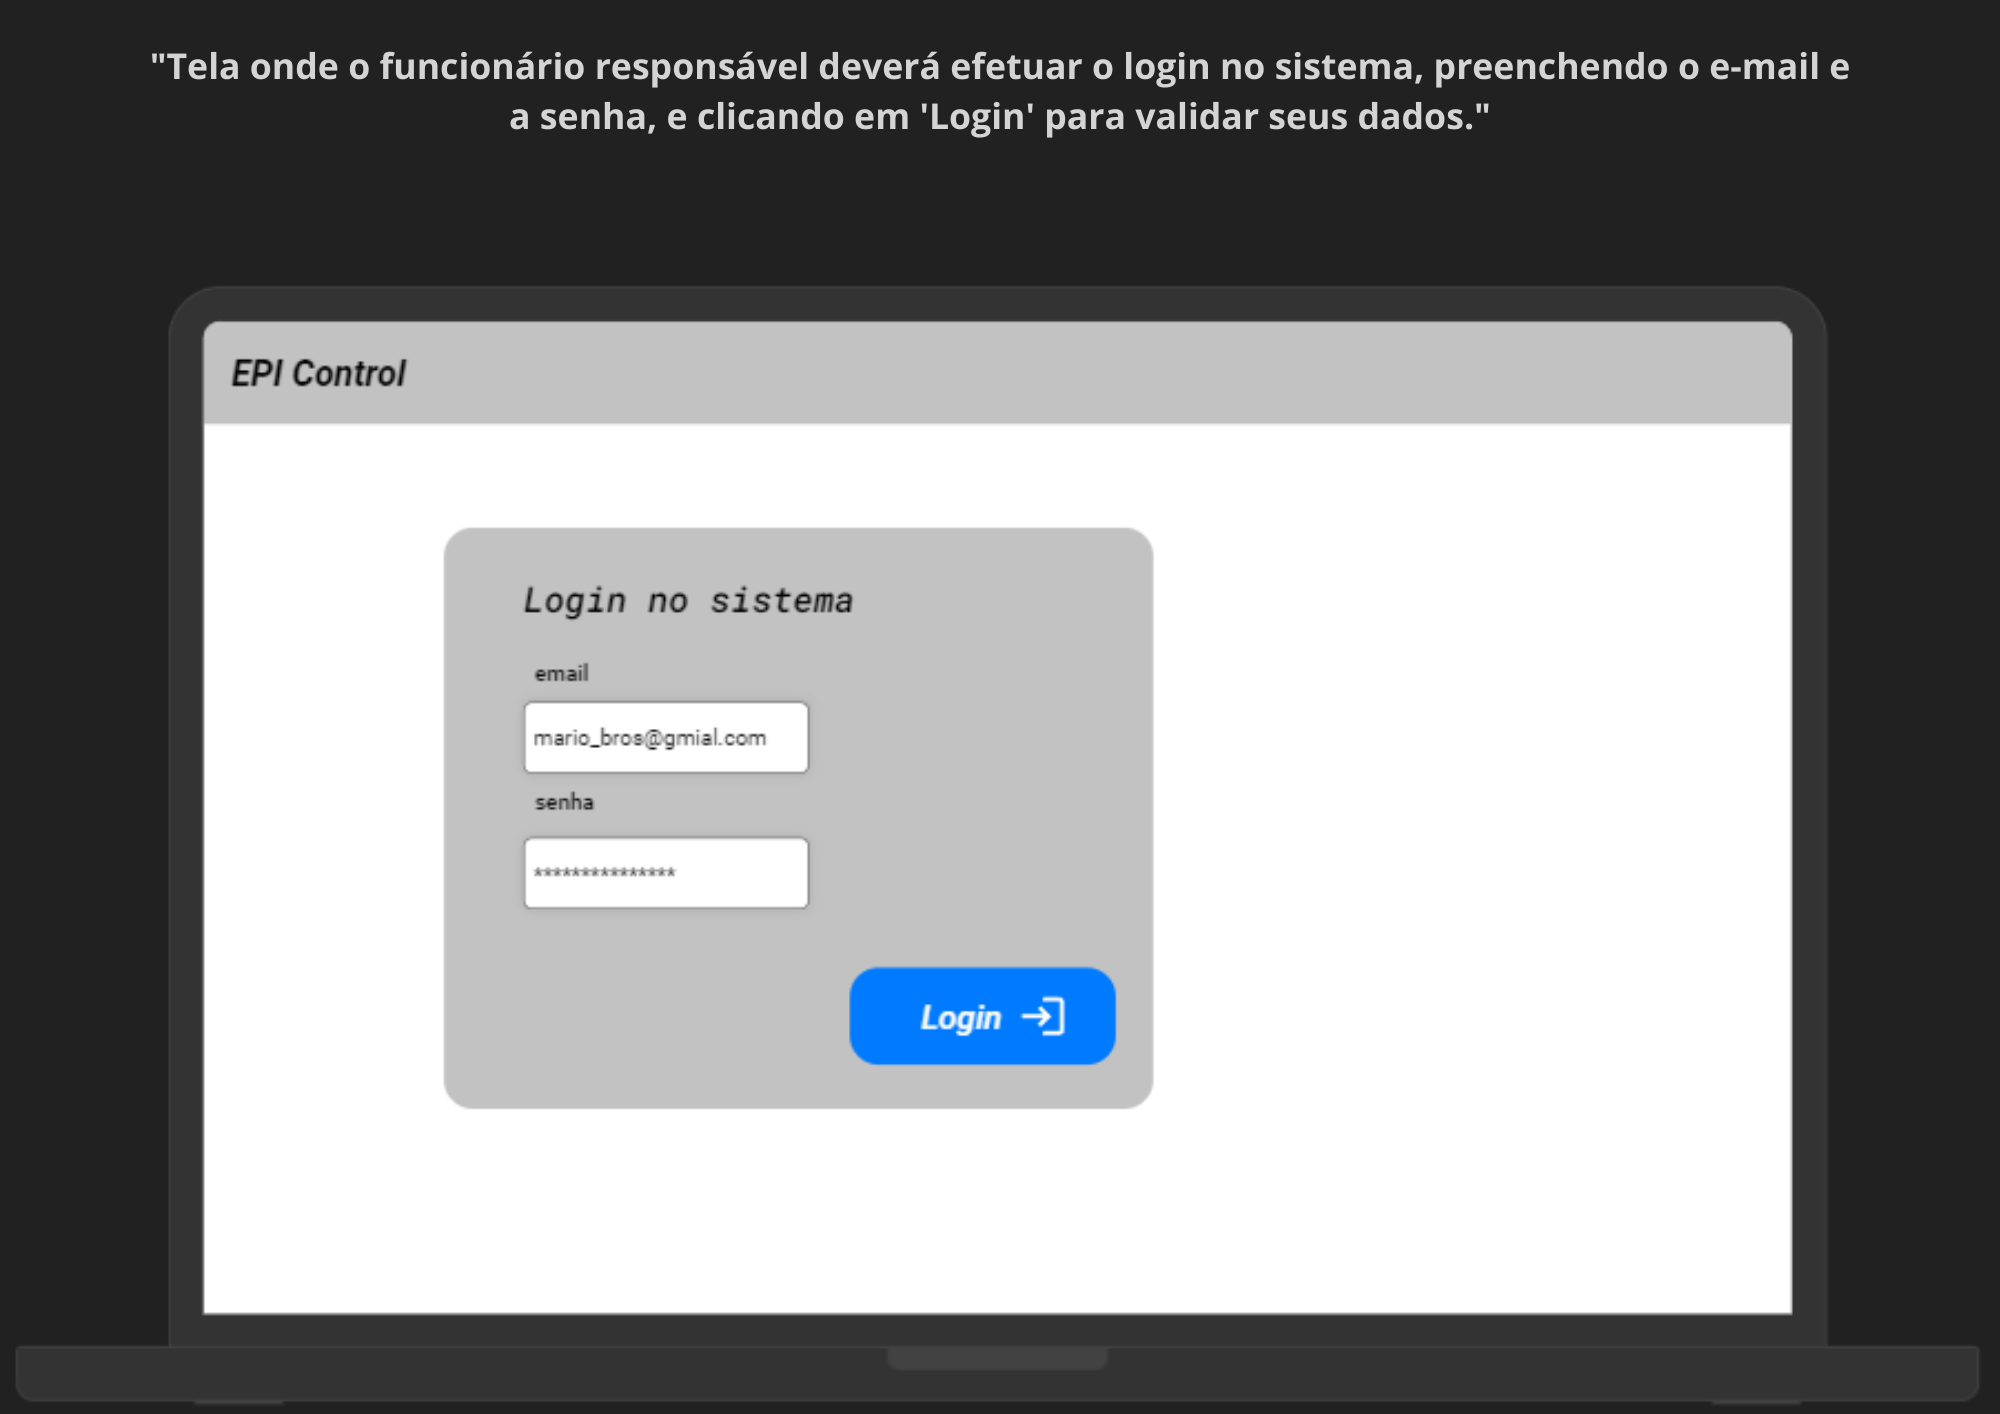 "Tela onde o funcionário responsável deverá efetuar o login no sistema, preenchendo o e-mail e
a senha, e clicando em 'Login' para validar seus dados."
EPI Control
Login no sistema
email
mario_bros@gmial.com
senha
***************
Login